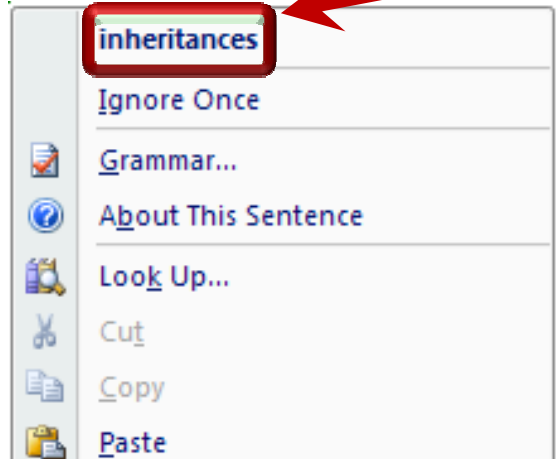 inheritances
Ignore Once
Grammar...
About This Sentence
Look Up...
Cut
Copy
Paste